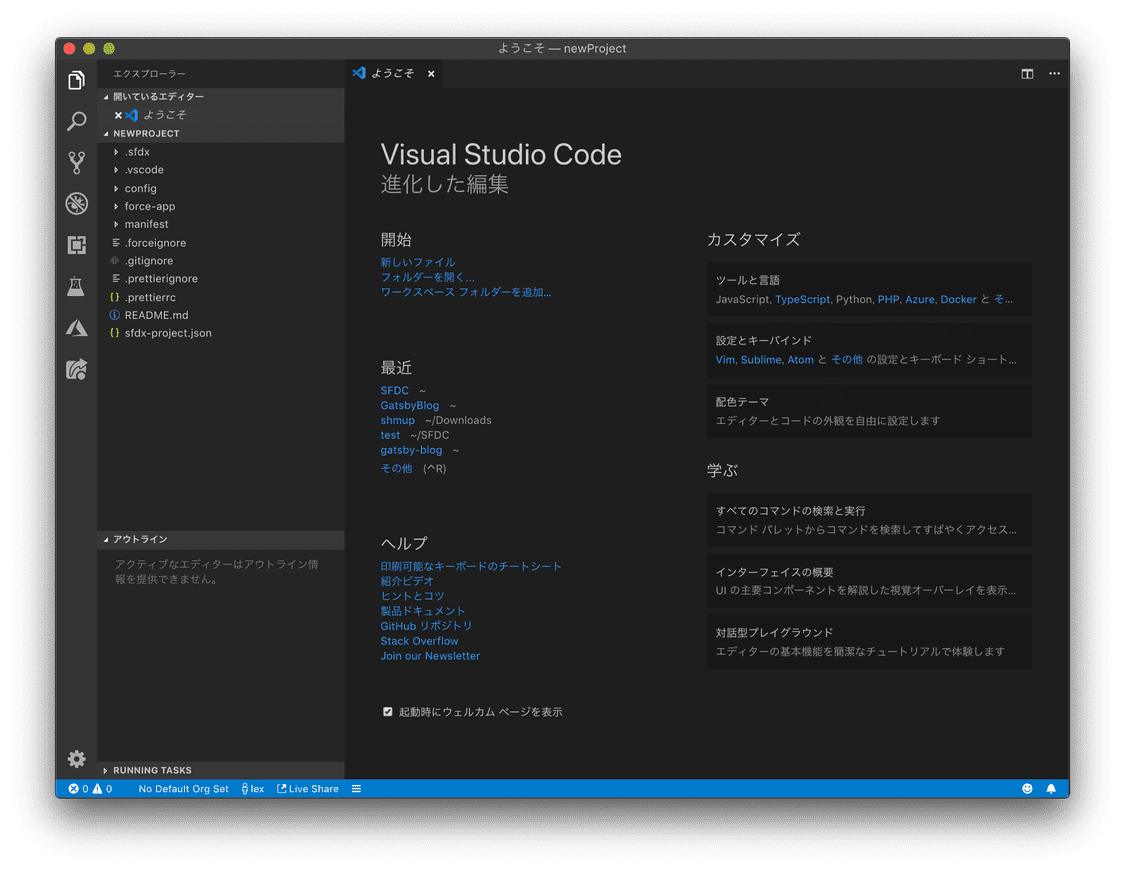 ようこそ — newProject
エクスプローラー
開いているエディター
ようこそ
NEWPROJECT
.sfdx
.vscode
config
force-app
manifest
.forceignore
.gitignore
.prettierignore
.prettierrc
README.md
sfdx-project.json
アウトライン
アクティブなエディターはアウトライン情
報を提供できません。
RUNNING TASKS
ようこそ
Visual Studio Code
進化した編集
開始
新しいファイル
フォルダーを開く...
ワークスペース フォルダーを追加...
最近
SFDC ~
GatsbyBlog ~
shmup ~/Downloads
test ~/SFDC
gatsby-blog ~
その他 (^R)
ヘルプ
印刷可能なキーボードのチートシート
紹介ビデオ
ヒントとコツ
製品ドキュメント
GitHub リポジトリ
Stack Overflow
Join our Newsletter
起動時にウェルカム ページを表示
カスタマイズ
ツールと言語
JavaScript, TypeScript, Python, PHP, Azure, Docker と そ...
設定とキーバインド
Vim, Sublime, Atom と その他 の設定とキーボード ショート...
配色テーマ
エディターとコードの外観を自由に設定します
学ぶ
すべてのコマンドの検索と実行
コマンド パレットからコマンドを検索してすばやくアクセス...
インターフェイスの概要
UI の主要コンポーネントを解説した視覚オーバーレイを表示...
対話型プレイグラウンド
エディターの基本機能を簡潔なチュートリアルで体験します
0 0 No Default Org Set lex Live Share